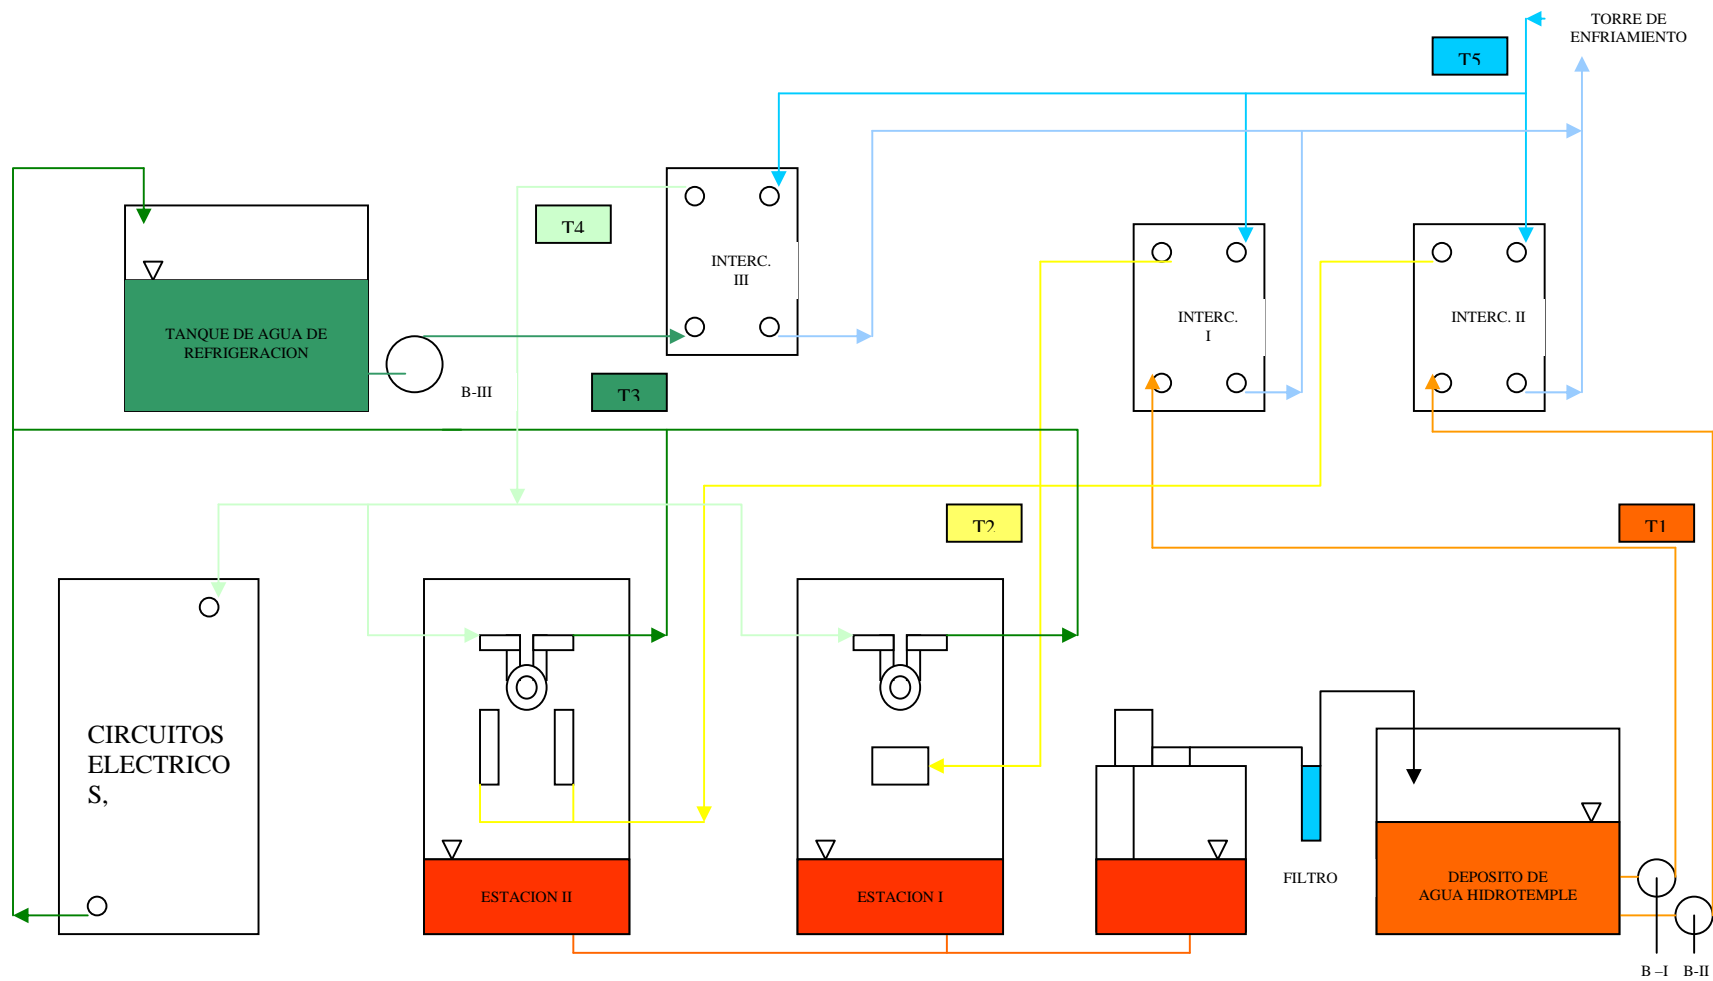 TORRE DE
ENFRIAMIENTO
T5
T4
INTERC.
III
INTERC.
I
INTERC. II
TANQUE DE AGUA DE
REFRIGERACION
B-III
T3
T2
T1
CIRCUITOS
ELECTRICO
S,
ESTACION II
ESTACION I
FILTRO
DEPOSITO DE
AGUA HIDROTEMPLE
B –I
B-II